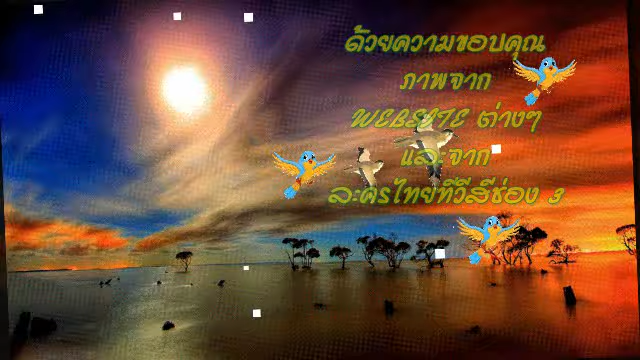 ด้วยความขอบคุณ
ภาพจาก
WEBSITE ต่างๆ
และจาก
ละครไทยทีวีสีช่อง 3